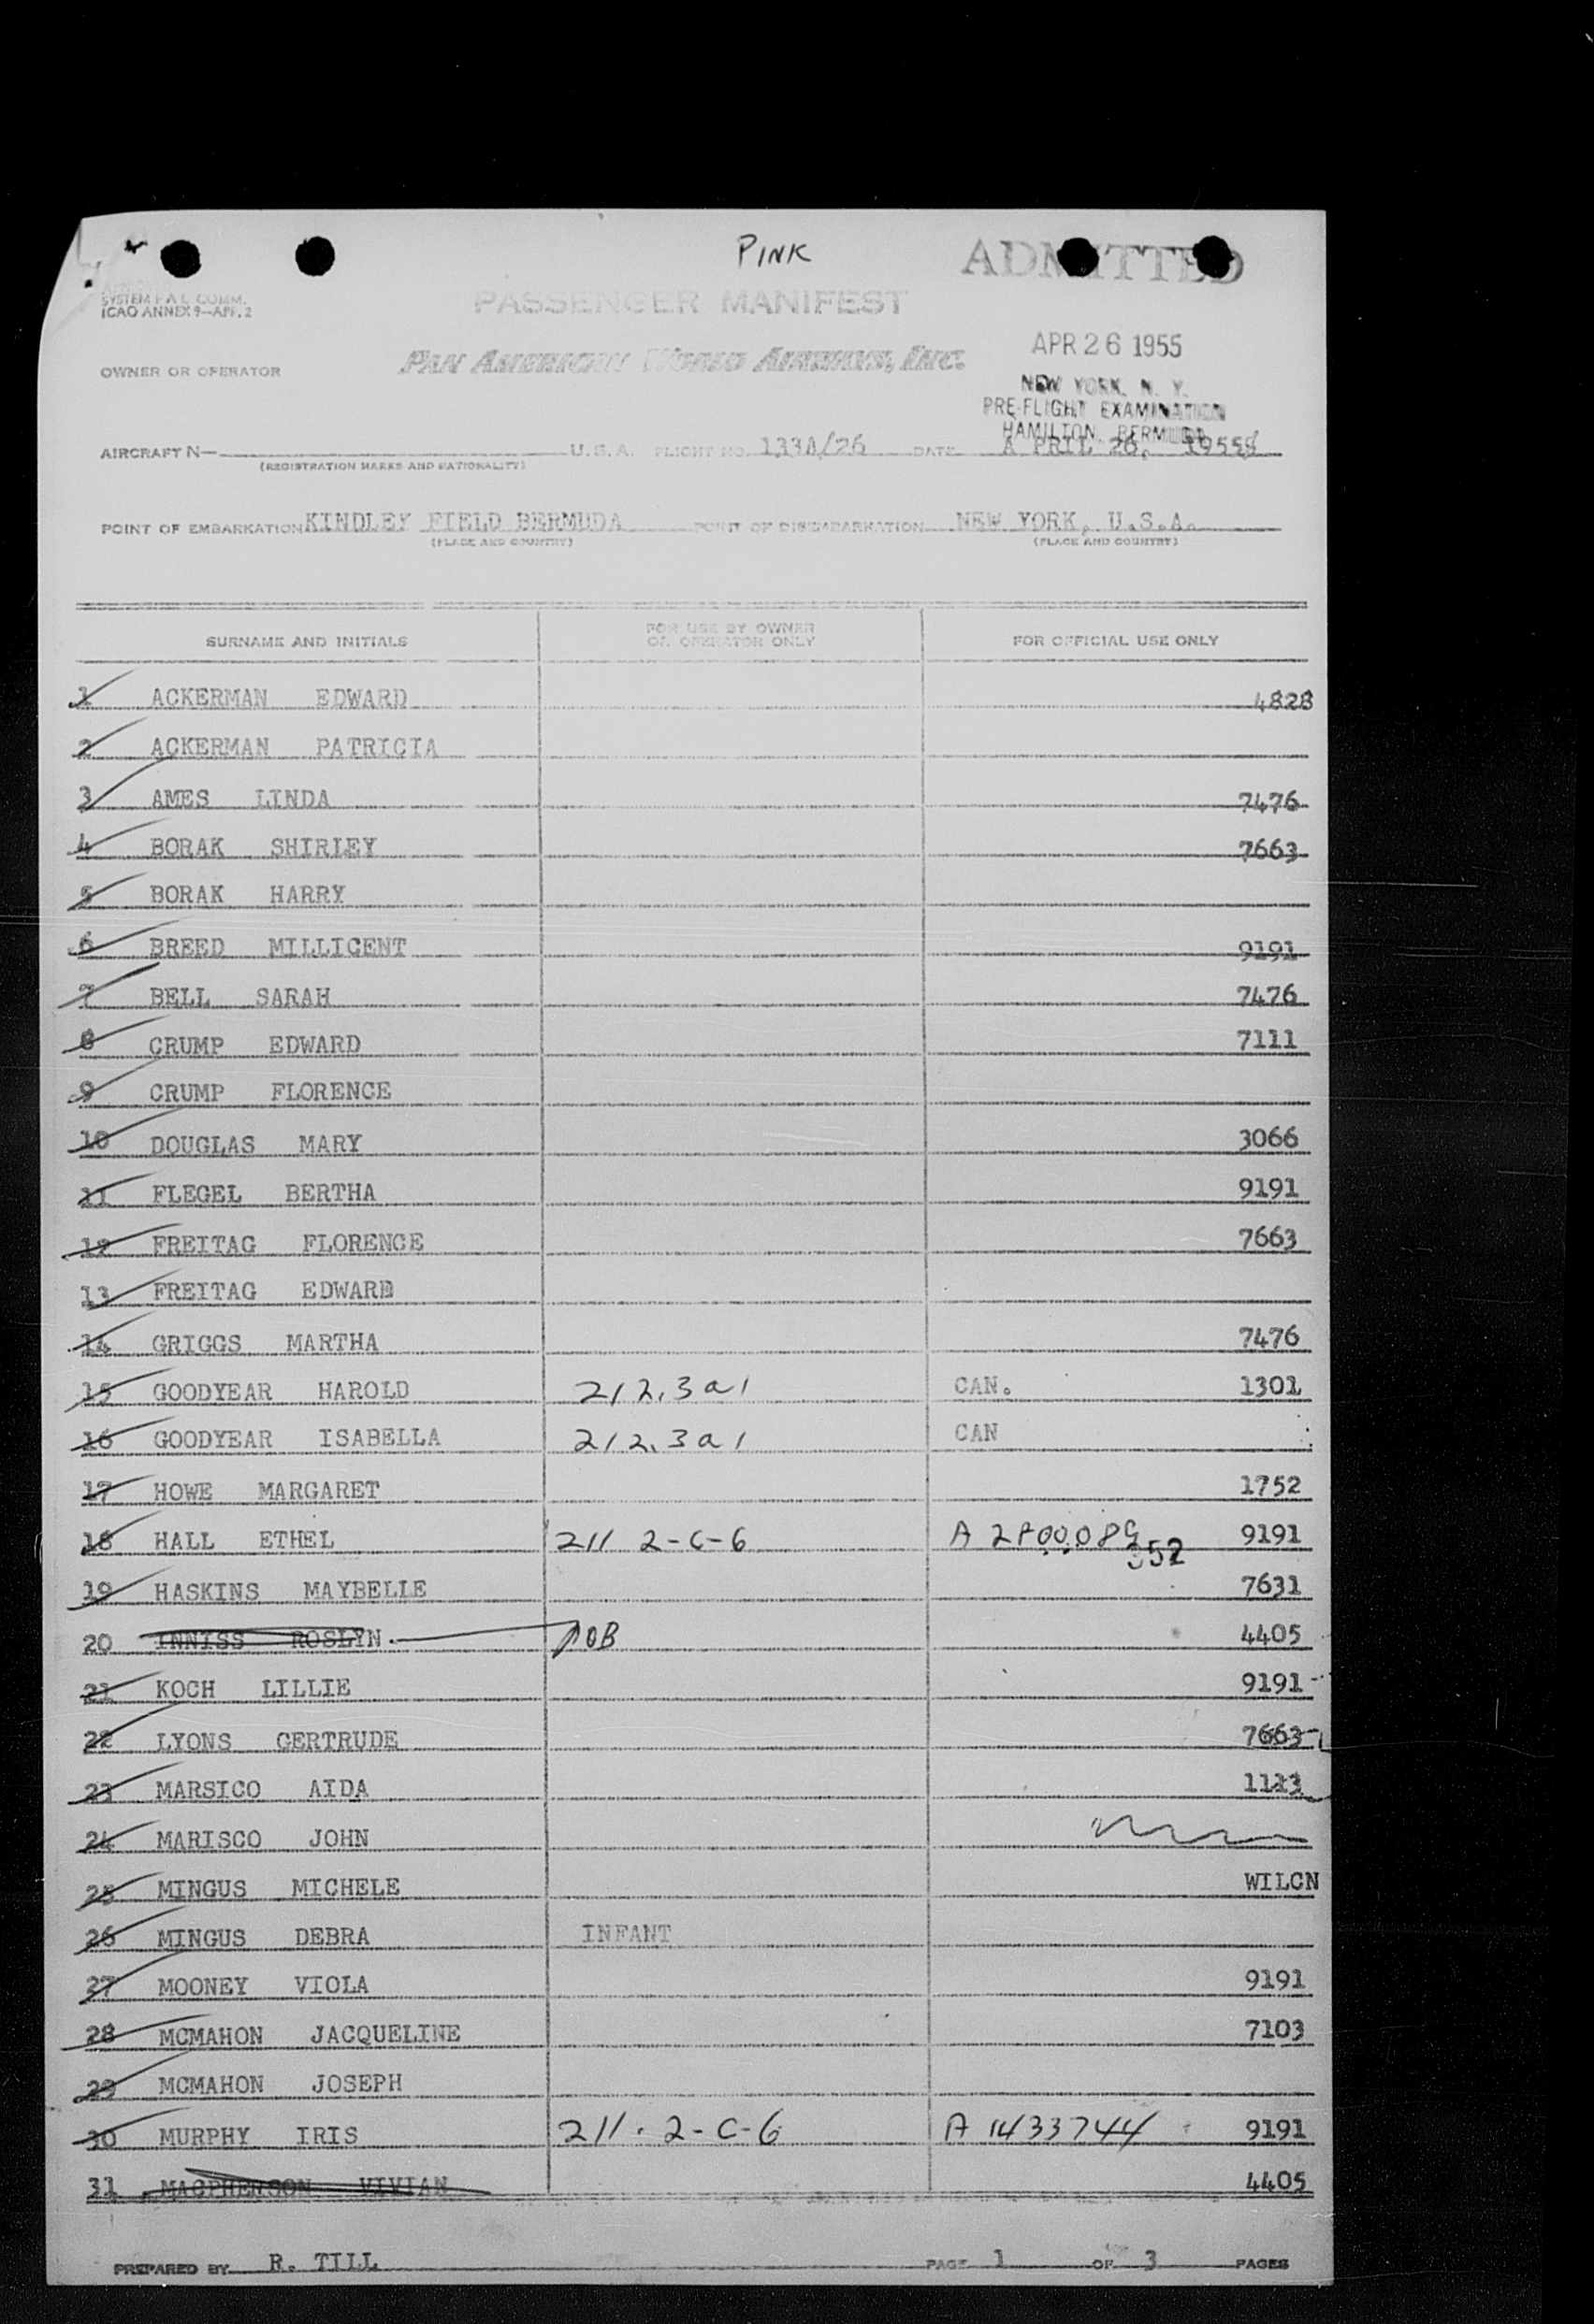 PINK
ADMITTED
SYSTEM F A L COMM.
ICAO ANNEX 9—APP. 2
PASSENGER MANIFEST
APR 26 1955
OWNER OR OPERATOR PAN AMERICAN WORLD AIRWAYS, INC.
NEW YORK, N. Y.
PRE-FLIGHT EXAMINATION
HAMILTON, BERMUDA
AIRCRAFT N— U.S.A. FLIGHT NO. 133A/26 DATE A PRIL 26, 1955
(REGISTRATION MARKS AND NATIONALITY)
POINT OF EMBARKATION KINDLEY FIELD BERMUDA POINT OF DISEMBARKATION NEW YORK, U.S.A.
(PLACE AND COUNTRY) (PLACE AND COUNTRY)
SURNAME AND INITIALS FOR USE BY OWNER OR OPERATOR ONLY FOR OFFICIAL USE ONLY
1 ACKERMAN EDWARD 4828
2 ACKERMAN PATRICIA
3 AMES LINDA 7476
4 BORAK SHIRLEY 7663
5 BORAK HARRY
6 BREED MILLICENT 9191
7 BELL SARAH 7476
8 CRUMP EDWARD 7111
9 CRUMP FLORENCE
10 DOUGLAS MARY 3066
11 FLEGEL BERTHA 9191
12 FREITAG FLORENCE 7663
13 FREITAG EDWARD
14 GRIGGS MARTHA 7476
15 GOODYEAR HAROLD 212.3a1 CAN. 1301
16 GOODYEAR ISABELLA 212.3a1 CAN
17 HOWE MARGARET 1752
18 HALL ETHEL 211 2-C-6 352 9191
19 HASKINS MAYBELLE 7631
20 INNISS ROSLYN 4405
21 KOCH LILLIE 9191
22 LYONS GERTRUDE 7663
23 MARSICO AIDA 1113
24 MARISCO JOHN
25 MINGUS MICHELE WILCN
26 MINGUS DEBRA INFANT
27 MOONEY VIOLA 9191
28 MCMAHON JACQUELINE 7103
29 MCMAHON JOSEPH
30 MURPHY IRIS 211.2-C-6 A 1433744 9191
31 MACPHERSON VIVIAN 4405
PREPARED BY R. TILL PAGE 1 OF 3 PAGES